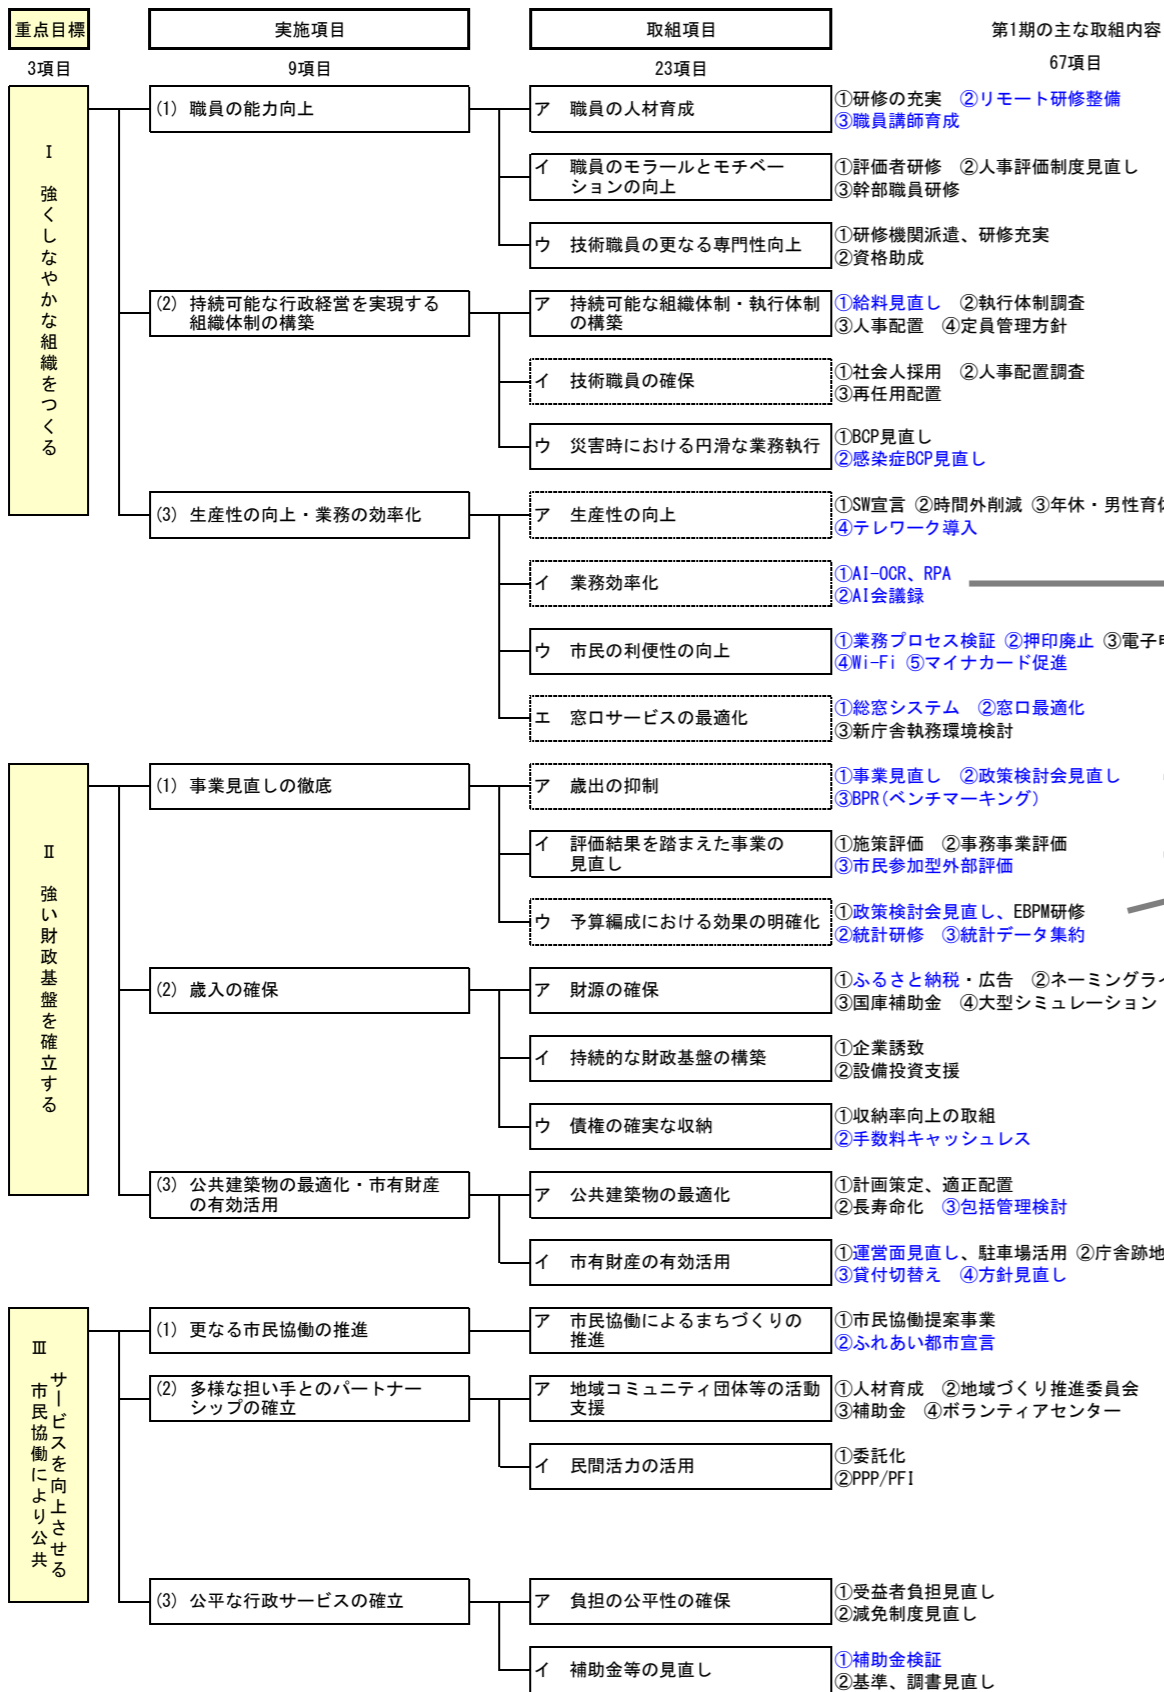 重点目標
実施項目
取組項目
第1期の主な取組内容
3項目
9項目
23項目
67項目
Ⅰ 強くしなやかな組織をつくる
(1) 職員の能力向上
ア 職員の人材育成
①研修の充実 ②リモート研修整備
③職員講師育成
イ 職員のモラールとモチベー
ションの向上
①評価者研修 ②人事評価制度見直し
③幹部職員研修
ウ 技術職員の更なる専門性向上
①研修機関派遣、研修充実
②資格助成
(2) 持続可能な行政経営を実現する
組織体制の構築
ア 持続可能な組織体制・執行体制
の構築
①給料見直し ②執行体制調査
③人事配置 ④定員管理方針
イ 技術職員の確保
①社会人採用 ②人事配置調査
③再任用配置
ウ 災害時における円滑な業務執行
①BCP見直し
②感染症BCP見直し
(3) 生産性の向上・業務の効率化
ア 生産性の向上
①SW宣言 ②時間外削減 ③年休・男性育
④テレワーク導入
イ 業務効率化
①AI-OCR、RPA
②AI会議録
ウ 市民の利便性の向上
①業務プロセス検証 ②押印廃止 ③電子
④Wi-Fi ⑤マイナカード促進
エ 窓口サービスの最適化
①総窓システム ②窓口最適化
③新庁舎執務環境検討
Ⅱ 強い財政基盤を確立する
(1) 事業見直しの徹底
ア 歳出の抑制
①事業見直し ②政策検討会見直し
③BPR(ベンチマーキング)
イ 評価結果を踏まえた事業の
見直し
①施策評価 ②事務事業評価
③市民参加型外部評価
ウ 予算編成における効果の明確化
①政策検討会見直し、EBPM研修
②統計研修 ③統計データ集約
(2) 歳入の確保
ア 財源の確保
①ふるさと納税・広告 ②ネーミングラ
③国庫補助金 ④大型シミュレーション
イ 持続的な財政基盤の構築
①企業誘致
②設備投資支援
ウ 債権の確実な収納
①収納率向上の取組
②手数料キャッシュレス
(3) 公共建築物の最適化・市有財産
の有効活用
ア 公共建築物の最適化
①計画策定、適正配置
②長寿命化 ③包括管理検討
イ 市有財産の有効活用
①運営面見直し、駐車場活用 ②庁舎跡地
③貸付切替え ④方針見直し
Ⅲ 市民協働により公共
サービスを向上させる
(1) 更なる市民協働の推進
ア 市民協働によるまちづくりの
推進
①市民協働提案事業
②ふれあい都市宣言
(2) 多様な担い手とのパートナー
シップの確立
ア 地域コミュニティ団体等の活動
支援
①人材育成 ②地域づくり推進委員会
③補助金 ④ボランティアセンター
イ 民間活力の活用
①委託化
②PPP/PFI
(3) 公平な行政サービスの確立
ア 負担の公平性の確保
①受益者負担見直し
②減免制度見直し
イ 補助金等の見直し
①補助金検証
②基準、調書見直し